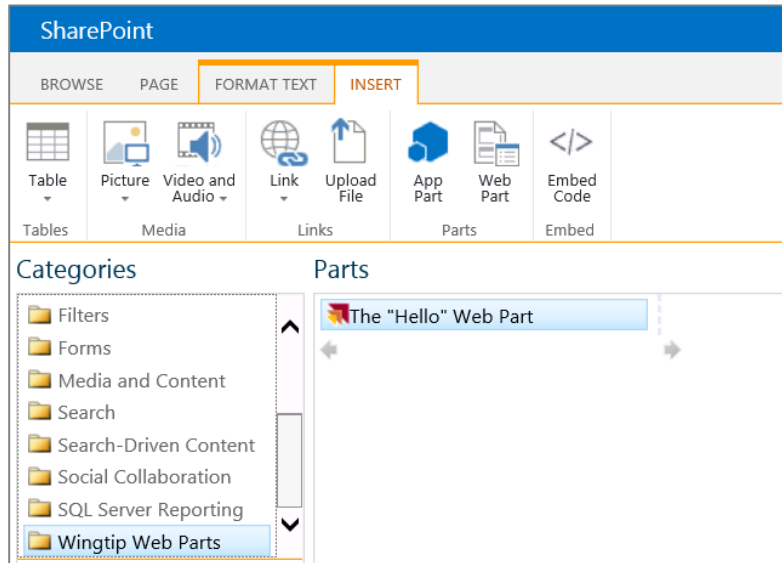 SharePoint
BROWSE PAGE FORMAT TEXT INSERT
Table Picture Video and Audio Link Upload File App Part Web Part Embed Code
Tables Media Links Parts Embed
Categories Parts
Filters
The "Hello" Web Part
Forms
Media and Content
Search
Search-Driven Content
Social Collaboration
SQL Server Reporting
Wingtip Web Parts